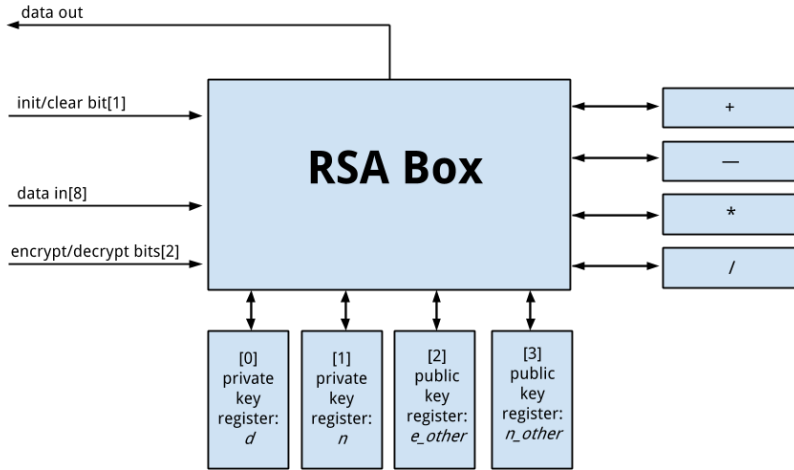 data out
init/clear bit[1]
data in[8]
encrypt/decrypt bits[2]
RSA Box
+
—
*
/
[0]
private
key
register:
d
[1]
private
key
register:
n
[2]
public
key
register:
e_other
[3]
public
key
register:
n_other